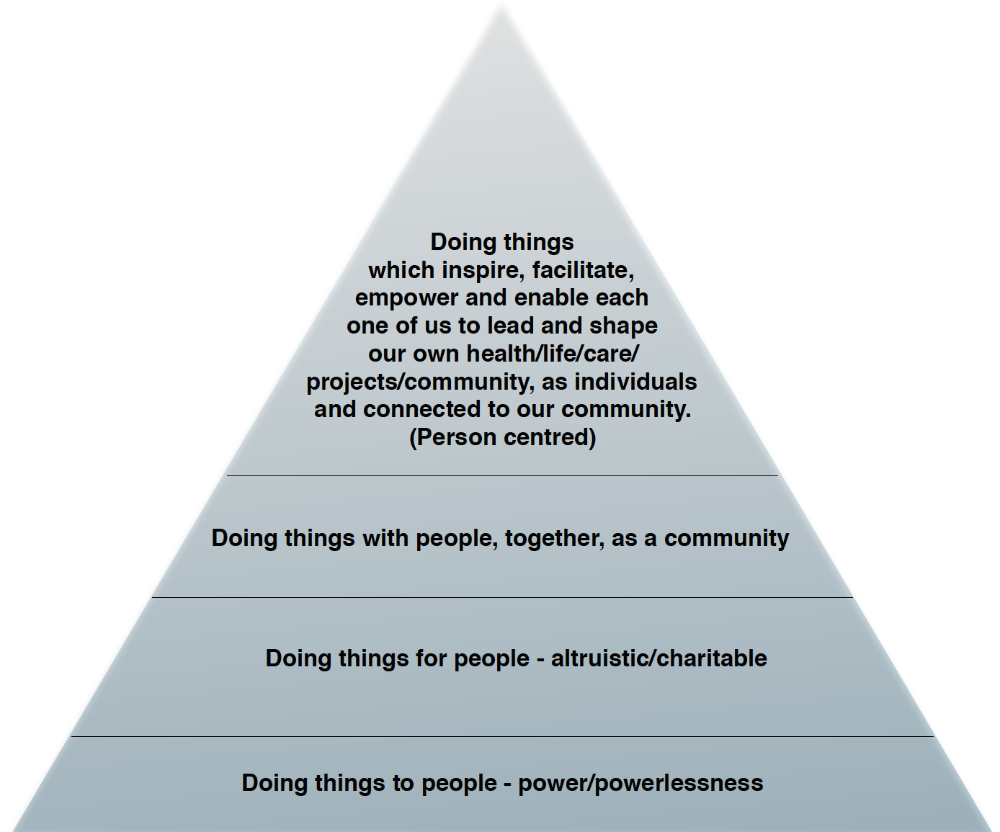 Doing things
which inspire, facilitate,
empower and enable each
one of us to lead and shape
our own health/life/care/
projects/community, as individuals
and connected to our community.
(Person centred)
Doing things with people, together, as a community
Doing things for people - altruistic/charitable
Doing things to people - power/powerlessness